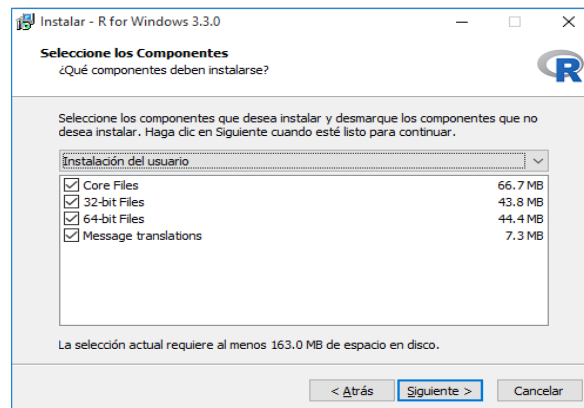 Instalar - R for Windows 3.3.0
Seleccione los Componentes
¿Qué componentes deben instalarse?
R
Seleccione los componentes que desea instalar y desmarque los componentes que no
desea instalar. Haga clic en Siguiente cuando esté listo para continuar.
Instalación del usuario
Core Files 66.7 MB
32-bit Files 43.8 MB
64-bit Files 44.4 MB
Message translations 7.3 MB
La selección actual requiere al menos 163.0 MB de espacio en disco.
< Atrás Siguiente > Cancelar